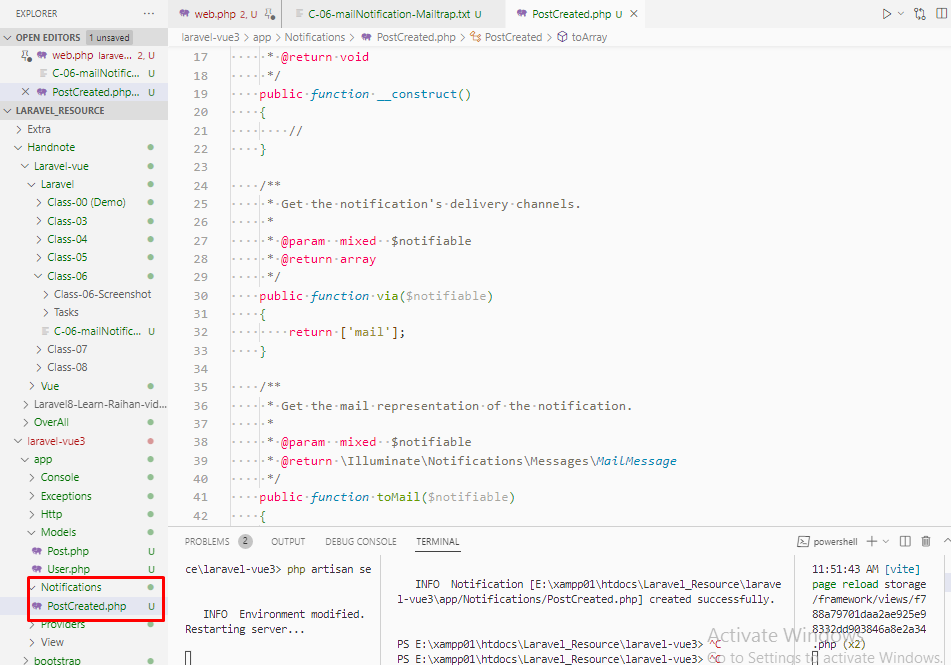 EXPLORER
OPEN EDITORS 1 unsaved
web.php larave... 2, U
C-06-mailNotific... U
PostCreated.php... U
LARAVEL_RESOURCE
Extra
Handnote
Laravel-vue
Laravel
Class-00 (Demo)
Class-03
Class-04
Class-05
Class-06
Class-06-Screenshot
Tasks
C-06-mailNotific... U
Class-07
Class-08
Vue
Laravel8-Learn-Raihan-vid...
OverAll
laravel-vue3
app
Console
Exceptions
Http
Models
Post.php U
User.php U
Notifications
PostCreated.php U
Providers
View
bootstrap
web.php 2, U
C-06-mailNotification-Mailtrap.txt U
PostCreated.php U
laravel-vue3 > app > Notifications > PostCreated.php > PostCreated > toArray
17 * @return void
18 */
19 public function __construct()
20 {
21 //
22 }
23
24 /**
25 * Get the notification's delivery channels.
26 *
27 * @param mixed $notifiable
28 * @return array
29 */
30 public function via($notifiable)
31 {
32 return ['mail'];
33 }
34
35 /**
36 * Get the mail representation of the notification.
37 *
38 * @param mixed $notifiable
39 * @return \Illuminate\Notifications\Messages\MailMessage
40 */
41 public function toMail($notifiable)
42 {
PROBLEMS 2 OUTPUT DEBUG CONSOLE TERMINAL
powershell
ce\laravel-vue3> php artisan se
INFO Environment modified.
Restarting server...
INFO Notification [E:\xampp01\htdocs\Laravel_Resource\larave
l-vue3\app/Notifications/PostCreated.php] created successfully.
PS E:\xampp01\htdocs\Laravel_Resource\laravel-vue3> ^C
PS E:\xampp01\htdocs\Laravel_Resource\laravel-vue3> ^C
11:51:43 AM [vite]
page reload storage
/framework/views/f7
88a79701daa2ae925e9
8332dd903846a8e2a34
.php (x2)
Activate Windows
Go to Settings to activate Windows.